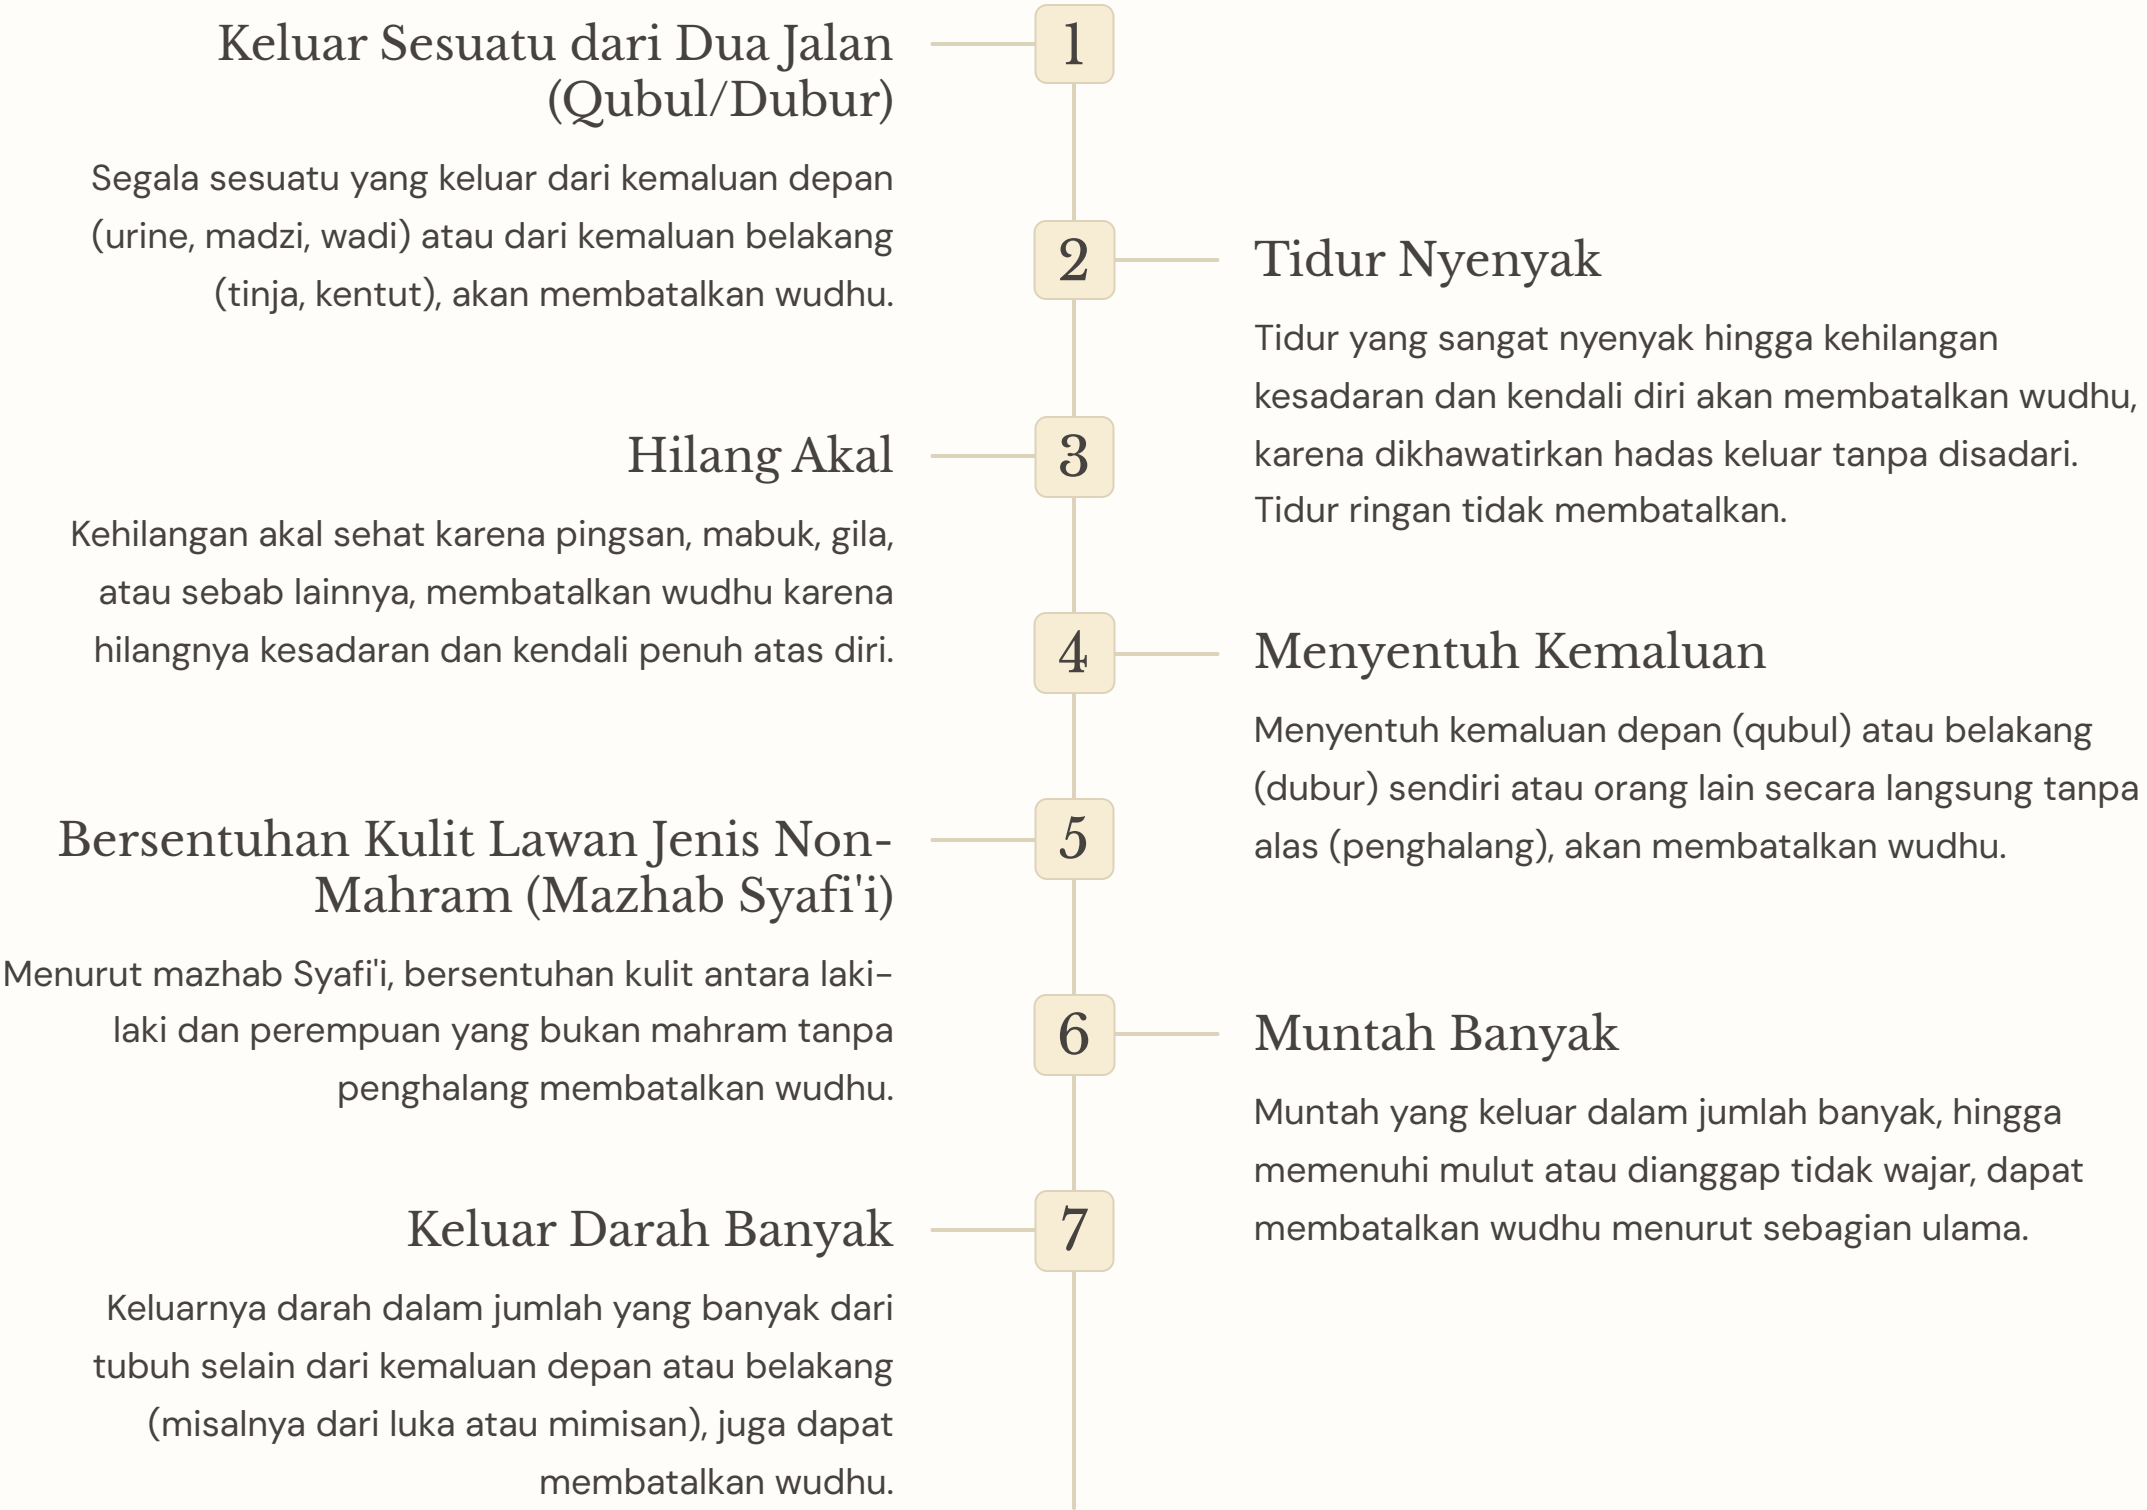 1
Keluar Sesuatu dari Dua Jalan
(Qubul/Dubur)
Segala sesuatu yang keluar dari kemaluan depan
(urine, madzi, wadi) atau dari kemaluan belakang
(tinja, kentut), akan membatalkan wudhu.
2
Tidur Nyenyak
Tidur yang sangat nyenyak hingga kehilangan
kesadaran dan kendali diri akan membatalkan wudhu,
karena dikhawatirkan hadas keluar tanpa disadari.
Tidur ringan tidak membatalkan.
3
Hilang Akal
Kehilangan akal sehat karena pingsan, mabuk, gila,
atau sebab lainnya, membatalkan wudhu karena
hilangnya kesadaran dan kendali penuh atas diri.
4
Menyentuh Kemaluan
Menyentuh kemaluan depan (qubul) atau belakang
(dubur) sendiri atau orang lain secara langsung tanpa
alas (penghalang), akan membatalkan wudhu.
5
Bersentuhan Kulit Lawan Jenis Non-
Mahram (Mazhab Syafi'i)
Menurut mazhab Syafi'i, bersentuhan kulit antara laki-
laki dan perempuan yang bukan mahram tanpa
penghalang membatalkan wudhu.
6
Muntah Banyak
Muntah yang keluar dalam jumlah banyak, hingga
memenuhi mulut atau dianggap tidak wajar, dapat
membatalkan wudhu menurut sebagian ulama.
7
Keluar Darah Banyak
Keluarnya darah dalam jumlah yang banyak dari
tubuh selain dari kemaluan depan atau belakang
(misalnya dari luka atau mimisan), juga dapat
membatalkan wudhu.